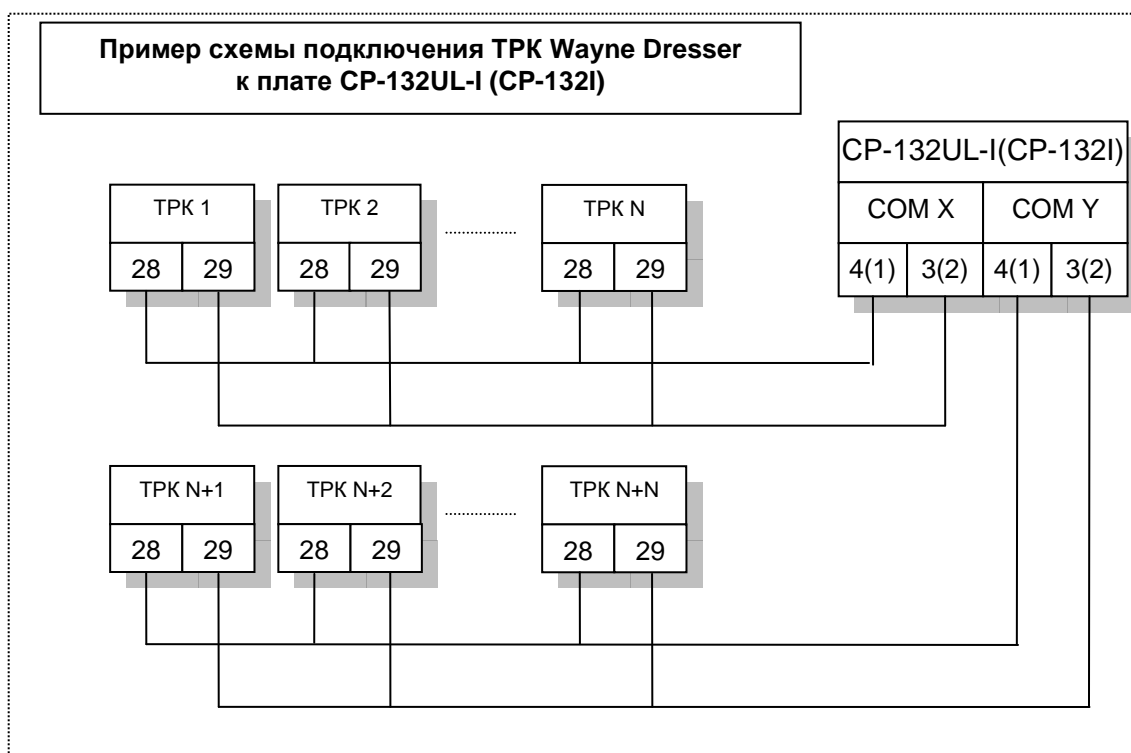 Пример схемы подключения ТРК Wayne Dresser
к плате CP-132UL-I (CP-132I)
CP-132UL-I(CP-132I)
COM X COM Y
4(1) 3(2) 4(1) 3(2)
ТРК 1 ТРК 2 ТРК N
28 29 28 29 28 29
ТРК N+1 ТРК N+2 ТРК N+N
28 29 28 29 28 29